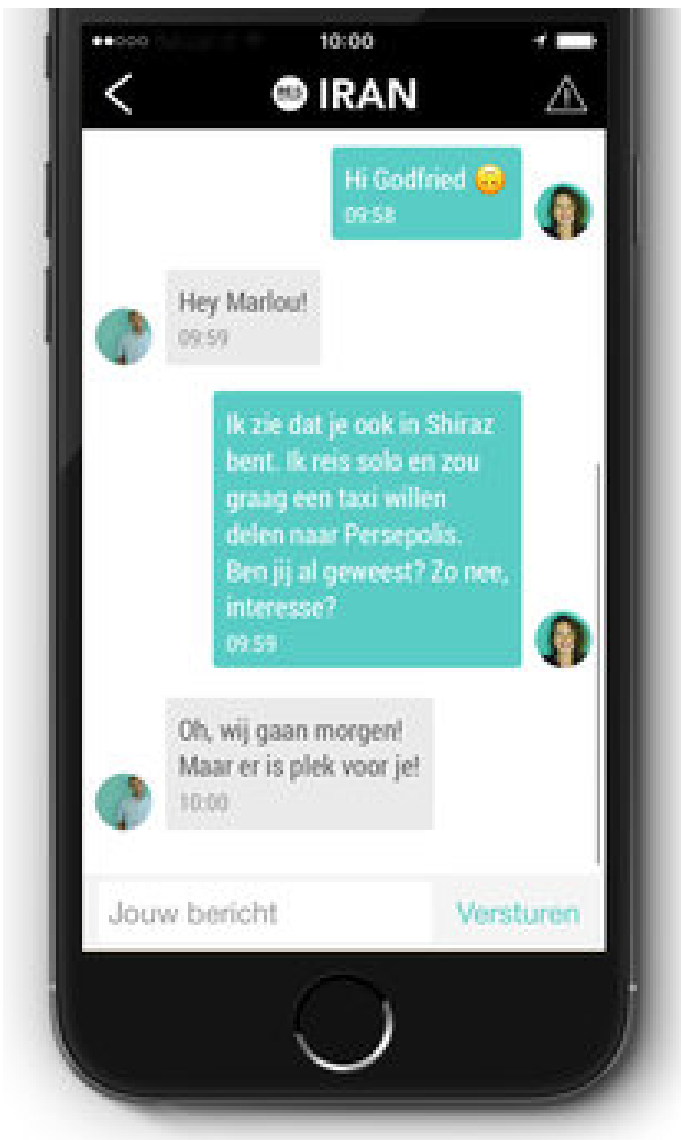 10:00
IRAN
Hi Godfried 🙃
09:58
Hey Marlou!
09:59
Ik zie dat je ook in Shiraz
bent. Ik reis solo en zou
graag een taxi willen
delen naar Persepolis.
Ben jij al geweest? Zo nee,
interesse?
09:59
Oh, wij gaan morgen!
Maar er is plek voor je!
10:00
Jouw bericht
Versturen